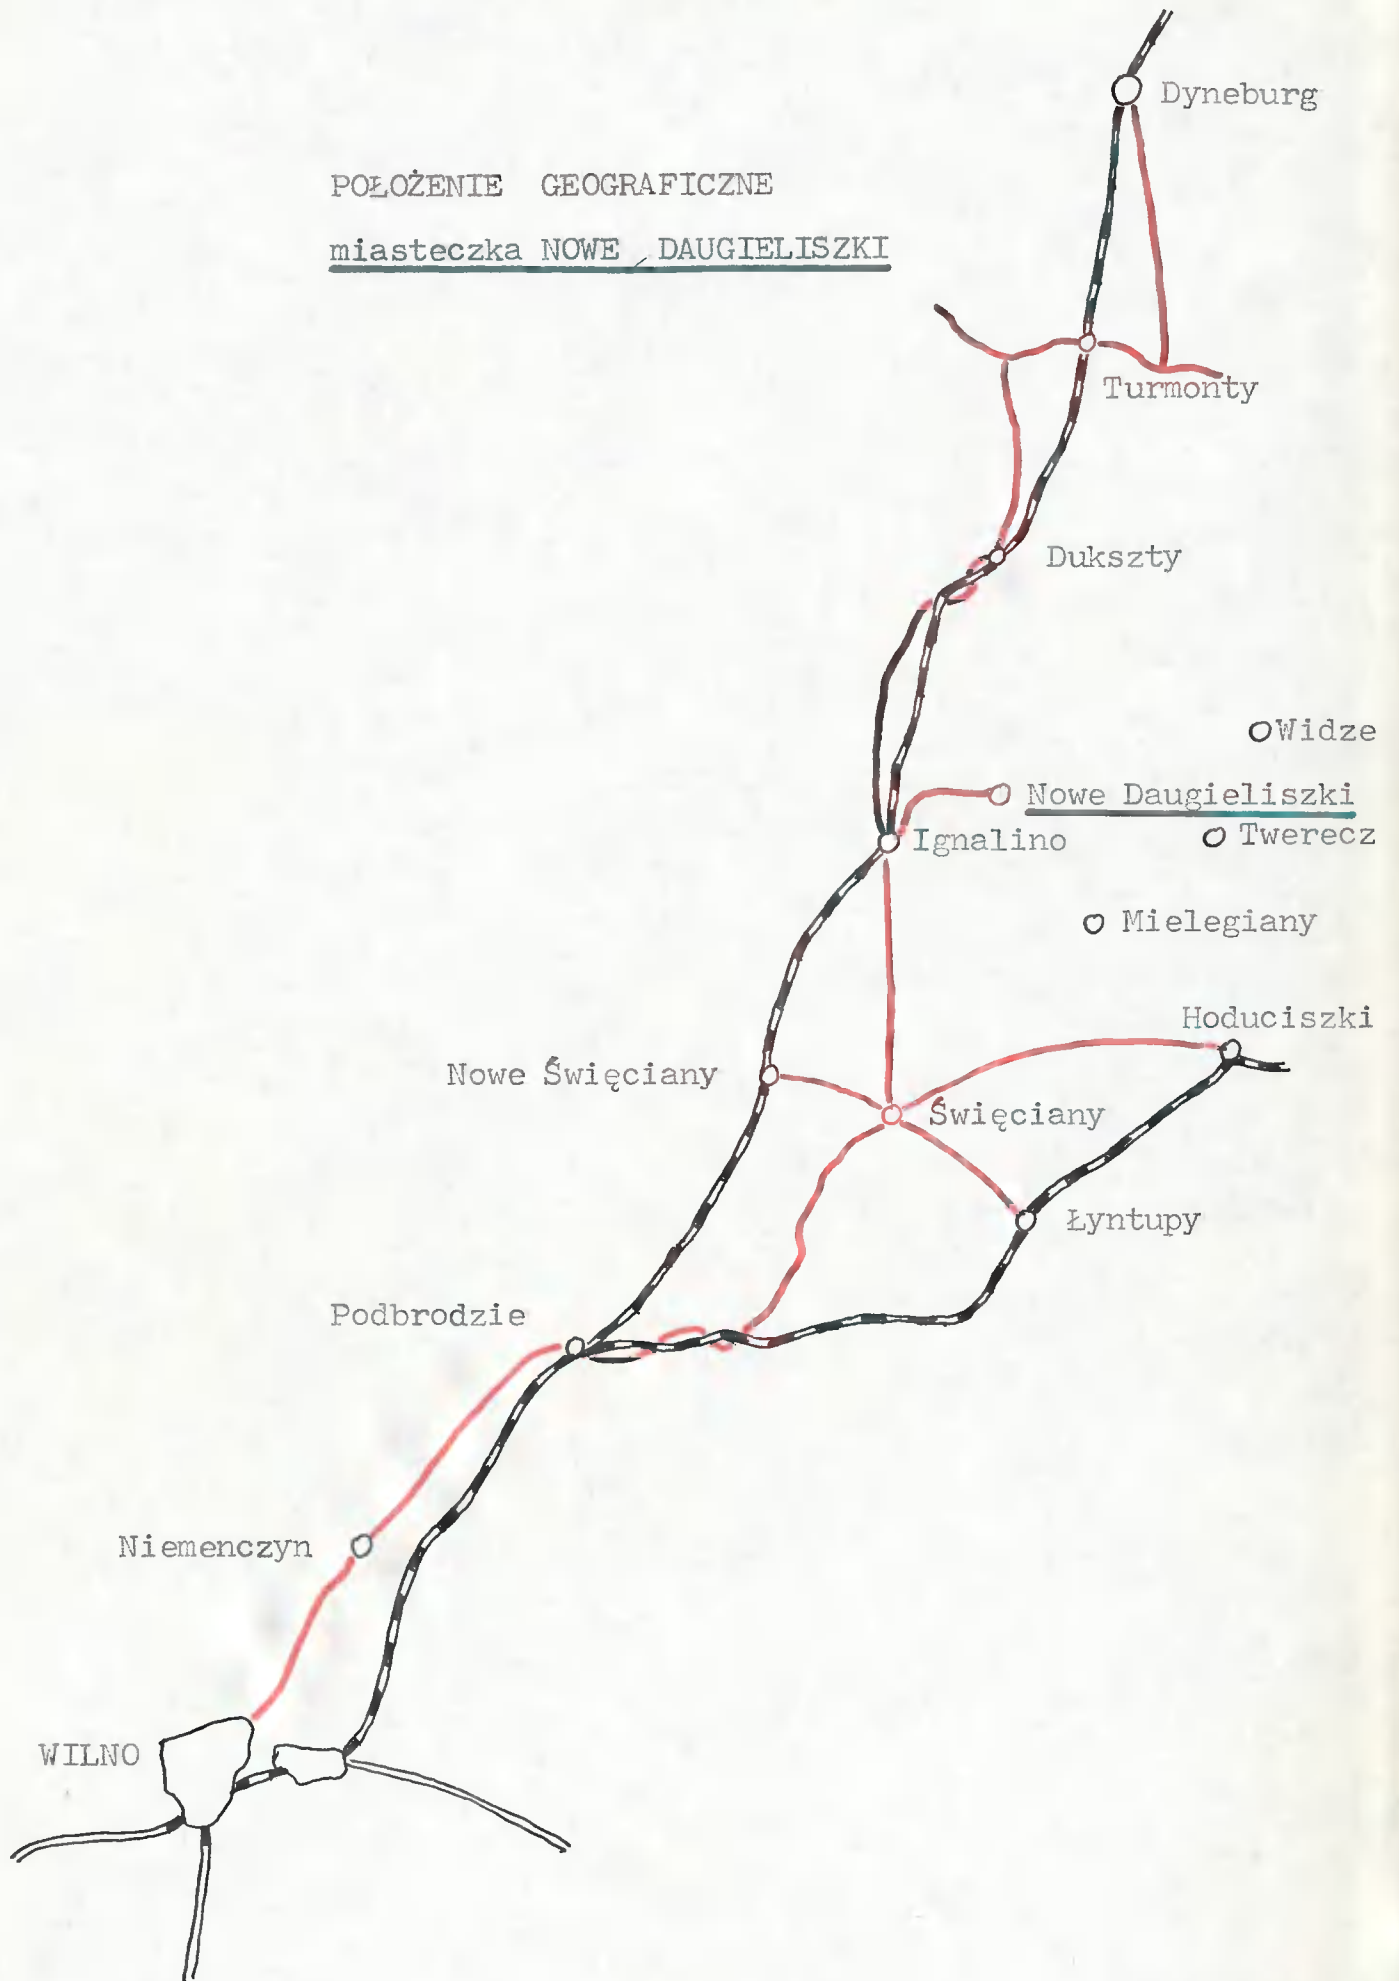 Dyneburg
POŁOŻENIE GEOGRAFICZNE
miasteczka NOWE DAUGIELISZKI
Turmonty
Dukszty
Widze
Nowe Daugieliszki
Ignalino
Twerecz
Mielegiany
Hoduciszki
Nowe Święciany
Święciany
Łyntupy
Podbrodzie
Niemenczyn
WILNO